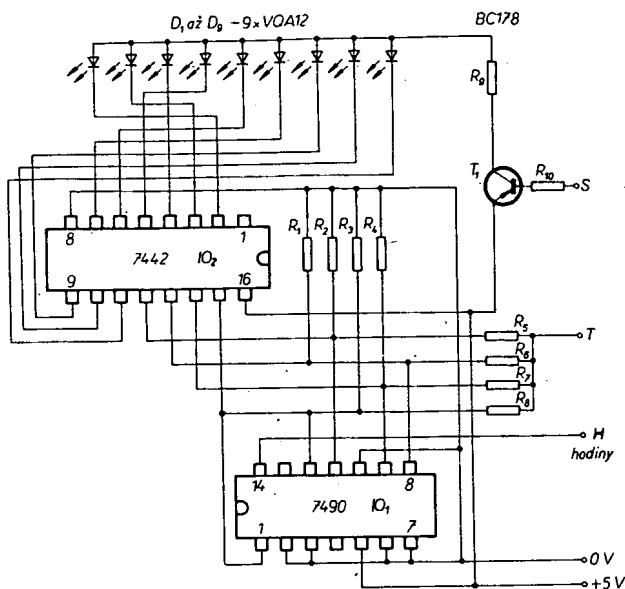 D₁ až D₉ - 9x VQA12
BC178
R₉
T₁
R₁₀
S
8
1
7442
IO₂
9
16
R₁
R₂
R₃
R₄
R₅
T
R₆
R₇
R₈
H
hodiny
14
8
7490
IO₁
1
7
0 V
+5 V